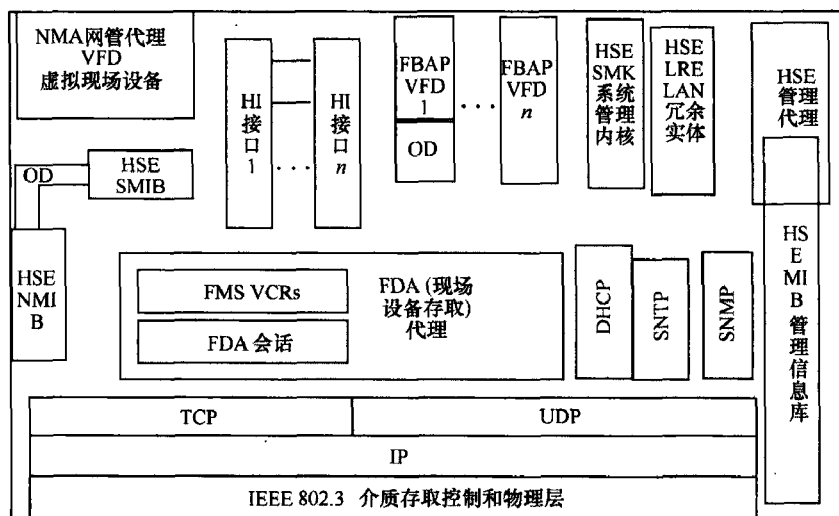 NMA网管代理
VFD
虚拟现场设备
HI
接
口
1
HI
接
口
n
...
FBAP
VFD
1
OD
...
FBAP
VFD
n
HSE
SMK
系统
管理
内核
HSE
LRE
LAN
冗余
实体
HSE
管理
代理
OD
HSE
SMIB
HSE
NMI
B
FMS VCRs
FDA 会话
FDA (现场
设备存取)
代理
DHCP
SNTP
SNMP
HS
E
MI
B
管
理
信
息
库
TCP
UDP
IP
IEEE 802.3 介质存取控制和物理层